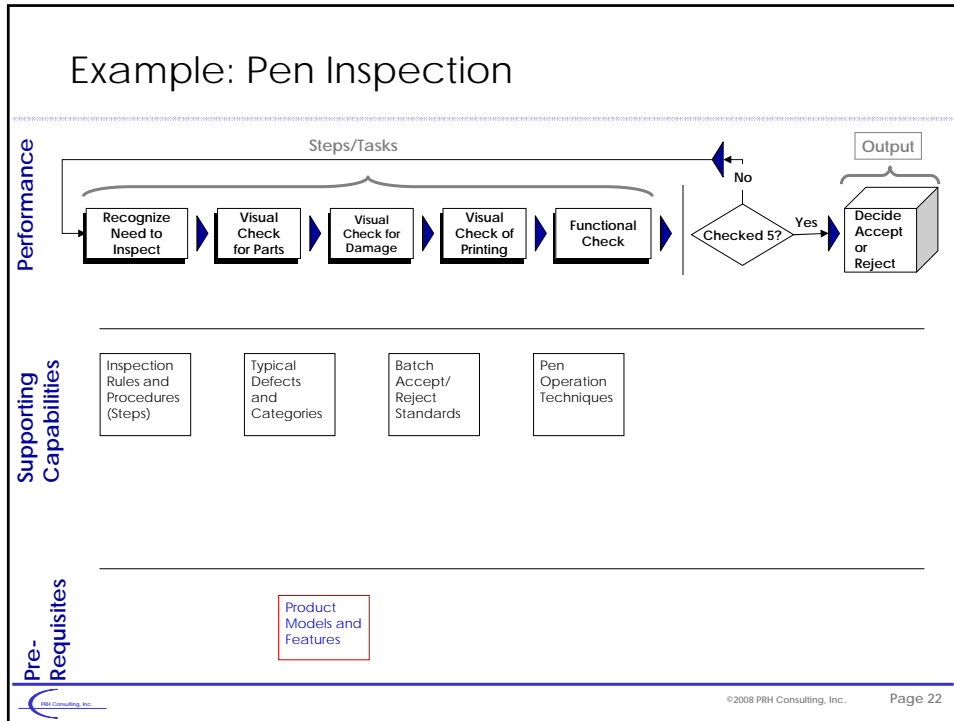 Example: Pen Inspection
Performance
Steps/Tasks
Output
No
Recognize
Need to
Inspect
Visual
Check
for Parts
Visual
Check for
Damage
Visual
Check of
Printing
Functional
Check
Checked 5?
Yes
Decide
Accept
or
Reject
Supporting
Capabilities
Inspection
Rules and
Procedures
(Steps)
Typical
Defects
and
Categories
Batch
Accept/
Reject
Standards
Pen
Operation
Techniques
Pre-
Requisites
Product
Models and
Features
PRH Consulting, Inc.
©2008 PRH Consulting, Inc.
Page 22